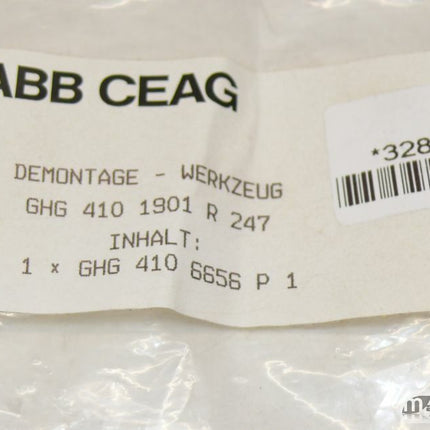 ABB CEAG
*328
DEMONTAGE - WERKZEUG
GHG 410 1901 R 247
INHALT:
1 x GHG 410 6656 P 1